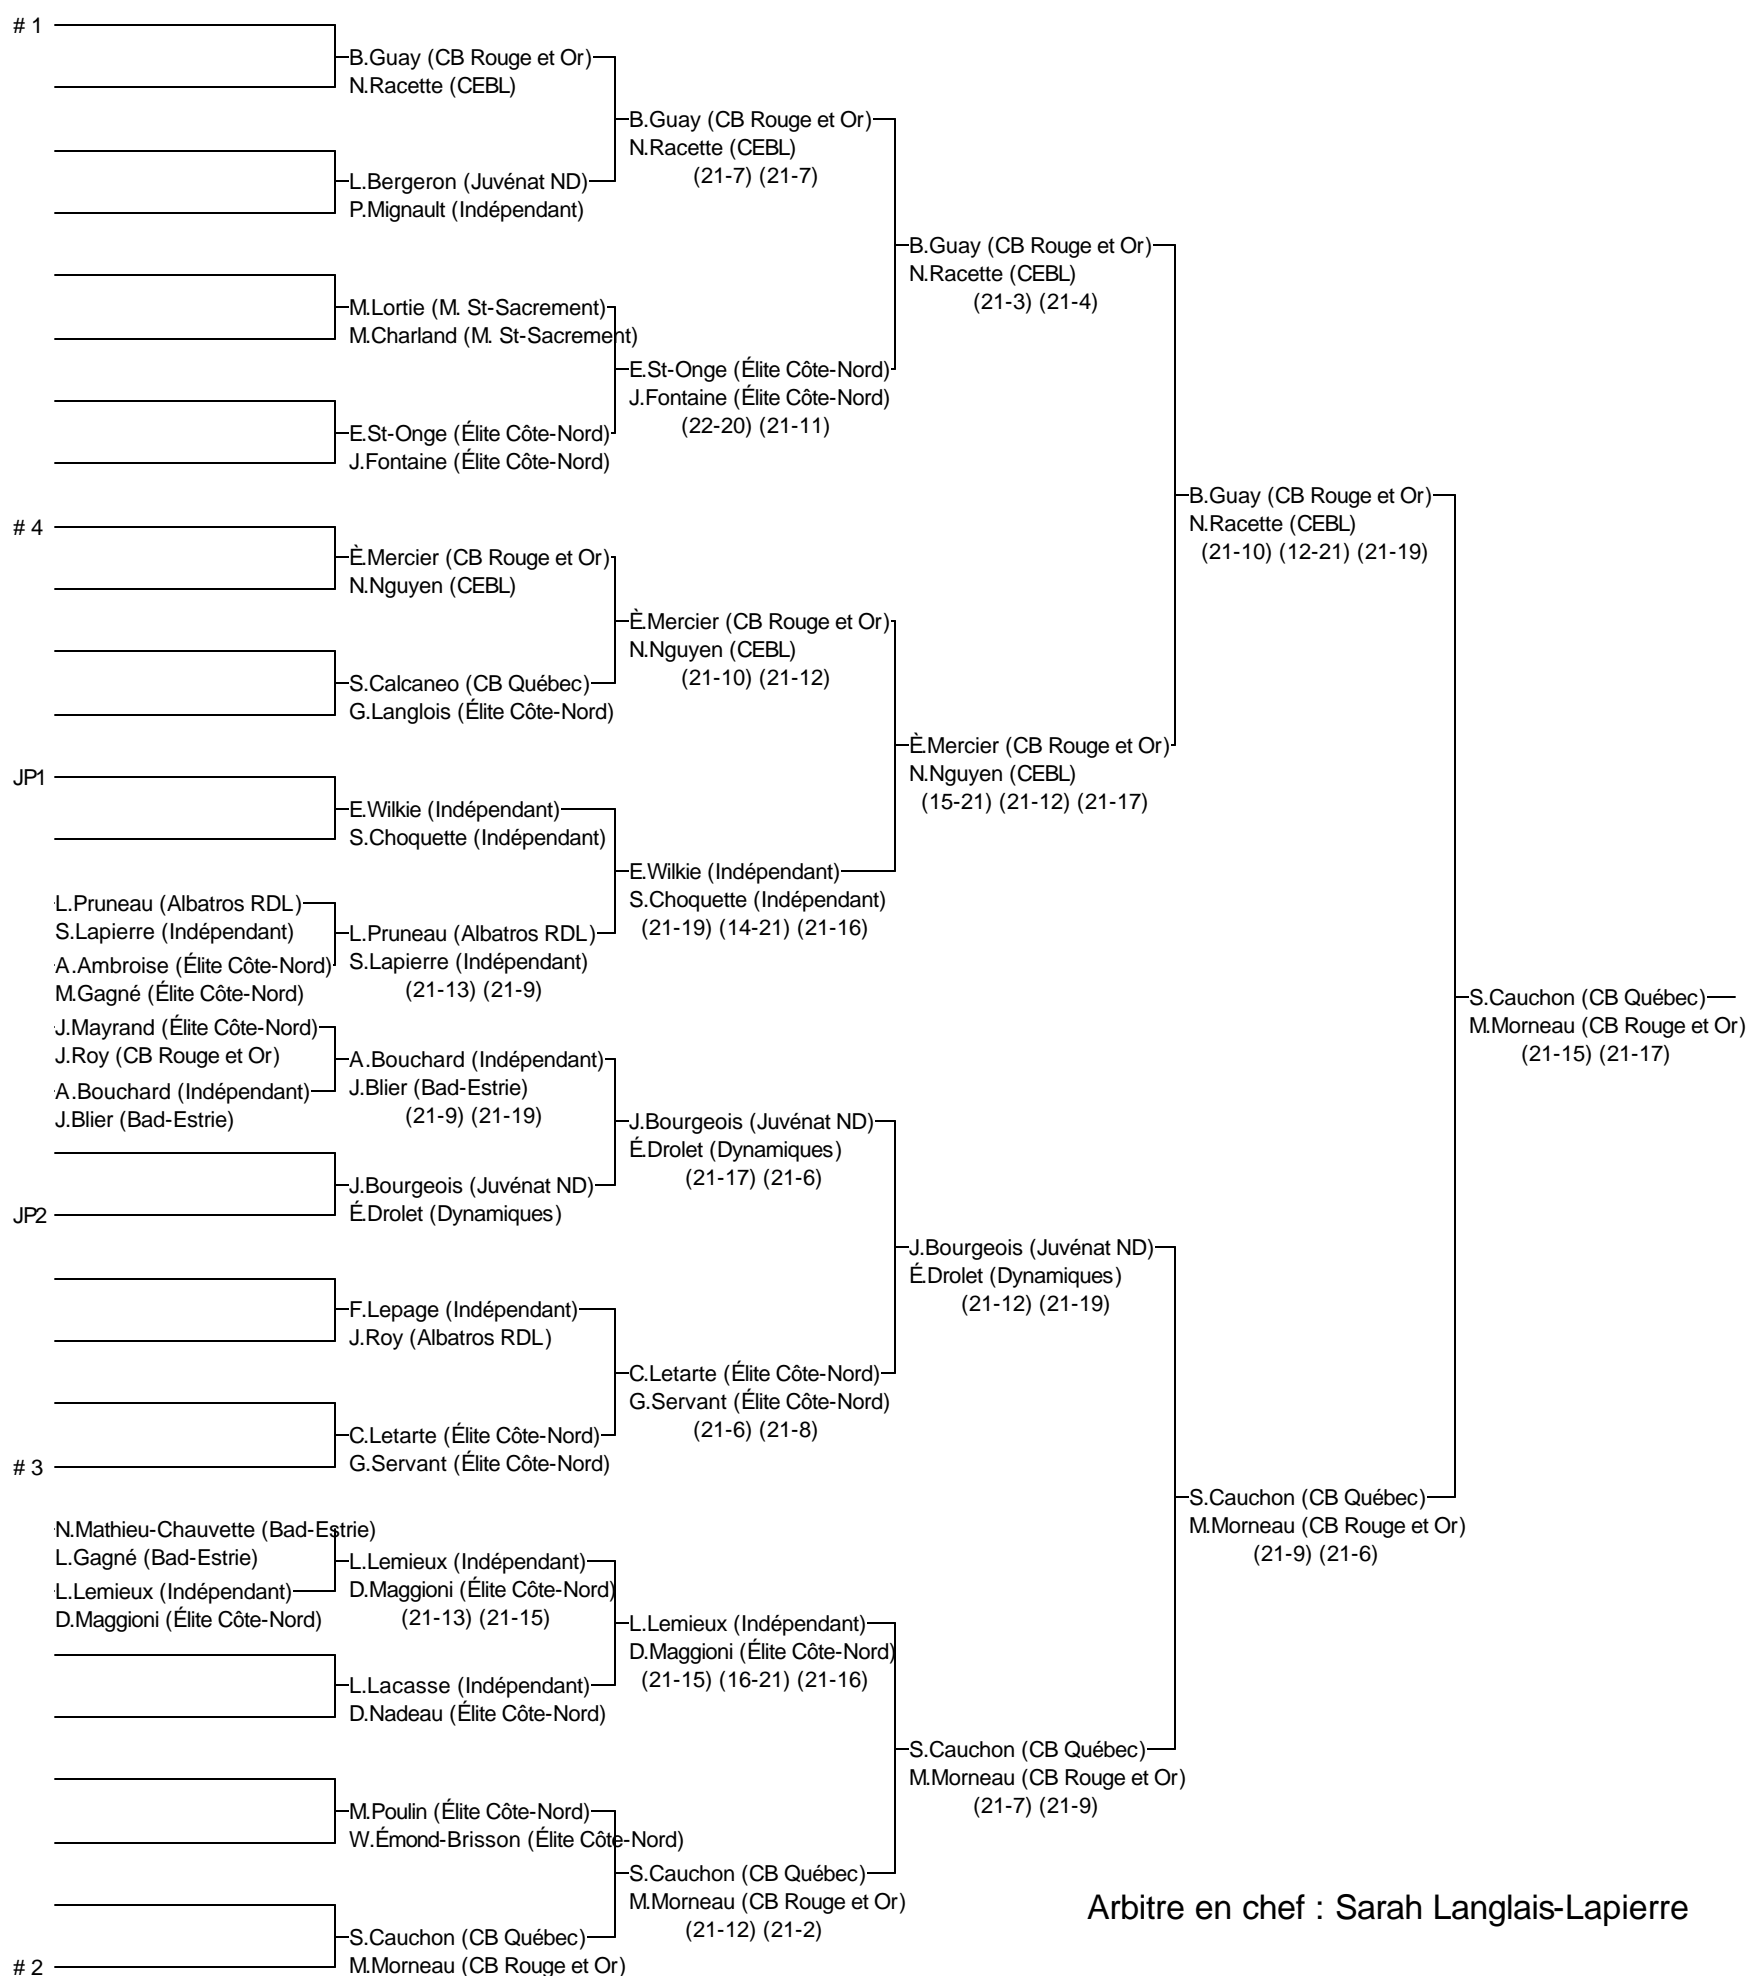 # 1
B.Guay (CB Rouge et Or)
N.Racette (CEBL)
B.Guay (CB Rouge et Or)
N.Racette (CEBL)
(21-7) (21-7)
L.Bergeron (Juvénat ND)
P.Mignault (Indépendant)
B.Guay (CB Rouge et Or)
N.Racette (CEBL)
(21-3) (21-4)
M.Lortie (M. St-Sacrement)
M.Charland (M. St-Sacrement)
E.St-Onge (Élite Côte-Nord)
J.Fontaine (Élite Côte-Nord)
(22-20) (21-11)
E.St-Onge (Élite Côte-Nord)
J.Fontaine (Élite Côte-Nord)
B.Guay (CB Rouge et Or)
N.Racette (CEBL)
(21-10) (12-21) (21-19)
# 4
È.Mercier (CB Rouge et Or)
N.Nguyen (CEBL)
È.Mercier (CB Rouge et Or)
N.Nguyen (CEBL)
(21-10) (21-12)
S.Calcaneo (CB Québec)
G.Langlois (Élite Côte-Nord)
È.Mercier (CB Rouge et Or)
N.Nguyen (CEBL)
(15-21) (21-12) (21-17)
JP1
E.Wilkie (Indépendant)
S.Choquette (Indépendant)
E.Wilkie (Indépendant)
S.Choquette (Indépendant)
(21-19) (14-21) (21-16)
L.Pruneau (Albatros RDL)
S.Lapierre (Indépendant)
L.Pruneau (Albatros RDL)
S.Lapierre (Indépendant)
(21-13) (21-9)
A.Ambroise (Élite Côte-Nord)
M.Gagné (Élite Côte-Nord)
S.Cauchon (CB Québec)
M.Morneau (CB Rouge et Or)
(21-15) (21-17)
J.Mayrand (Élite Côte-Nord)
J.Roy (CB Rouge et Or)
A.Bouchard (Indépendant)
J.Blier (Bad-Estrie)
(21-9) (21-19)
A.Bouchard (Indépendant)
J.Blier (Bad-Estrie)
J.Bourgeois (Juvénat ND)
É.Drolet (Dynamiques)
(21-17) (21-6)
J.Bourgeois (Juvénat ND)
É.Drolet (Dynamiques)
JP2
J.Bourgeois (Juvénat ND)
É.Drolet (Dynamiques)
(21-12) (21-19)
F.Lepage (Indépendant)
J.Roy (Albatros RDL)
C.Letarte (Élite Côte-Nord)
G.Servant (Élite Côte-Nord)
(21-6) (21-8)
C.Letarte (Élite Côte-Nord)
G.Servant (Élite Côte-Nord)
# 3
S.Cauchon (CB Québec)
M.Morneau (CB Rouge et Or)
(21-9) (21-6)
N.Mathieu-Chauvette (Bad-Estrie)
L.Gagné (Bad-Estrie)
L.Lemieux (Indépendant)
D.Maggioni (Élite Côte-Nord)
(21-13) (21-15)
L.Lemieux (Indépendant)
D.Maggioni (Élite Côte-Nord)
L.Lemieux (Indépendant)
D.Maggioni (Élite Côte-Nord)
(21-15) (16-21) (21-16)
L.Lacasse (Indépendant)
D.Nadeau (Élite Côte-Nord)
S.Cauchon (CB Québec)
M.Morneau (CB Rouge et Or)
(21-7) (21-9)
M.Poulin (Élite Côte-Nord)
W.Émond-Brisson (Élite Côte-Nord)
S.Cauchon (CB Québec)
M.Morneau (CB Rouge et Or)
(21-12) (21-2)
Arbitre en chef : Sarah Langlais-Lapierre
S.Cauchon (CB Québec)
M.Morneau (CB Rouge et Or)
# 2